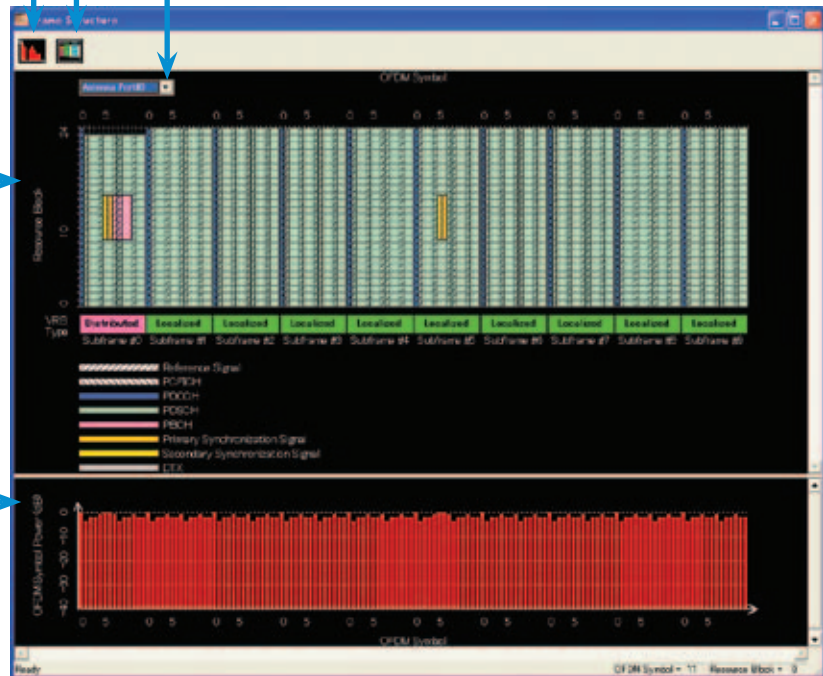 Frame Structure
Antenna Port#0
OFDM Symbol
0 5 0 5 0 5 0 5 0 5 0 5 0 5 0 5 0 5 0 5
24
Resource Block
10
0
VRB Type
Distributed Localized Localized Localized Localized Localized Localized Localized Localized Localized
Subframe #0 Subframe #1 Subframe #2 Subframe #3 Subframe #4 Subframe #5 Subframe #6 Subframe #7 Subframe #8 Subframe #9
Reference Signal
PCFICH
PDCCH
PDSCH
PBCH
Primary Synchronization Signal
Secondary Synchronization Signal
DTX
OFDM Symbol Power (dB)
0
-10
-20
0 5 0 5 0 5 0 5 0 5 0 5 0 5 0 5 0 5 0 5
OFDM Symbol
Ready
OFDM Symbol = 11 Resource Block = 8